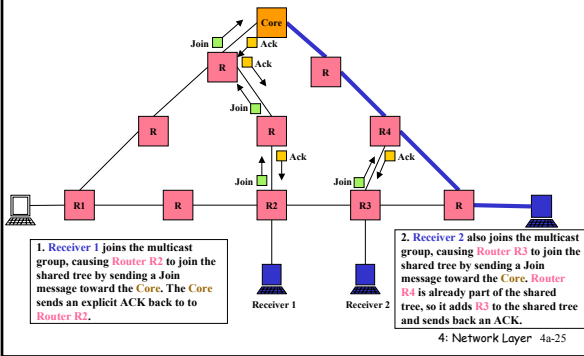 Core
Join
Ack
R
Ack
R
Join
R
R
R4
Ack
Ack
Join
Join
R1
R
R2
R3
R
1. Receiver 1 joins the multicast
group, causing Router R2 to join the
shared tree by sending a Join
message toward the Core. The Core
sends an explicit ACK back to to
Router R2.
Receiver 1
Receiver 2
2. Receiver 2 also joins the multicast
group, causing Router R3 to join the
shared tree by sending a Join
message toward the Core. Router
R4 is already part of the shared
tree, so it adds R3 to the shared tree
and sends back an ACK.
4: Network Layer 4a-25